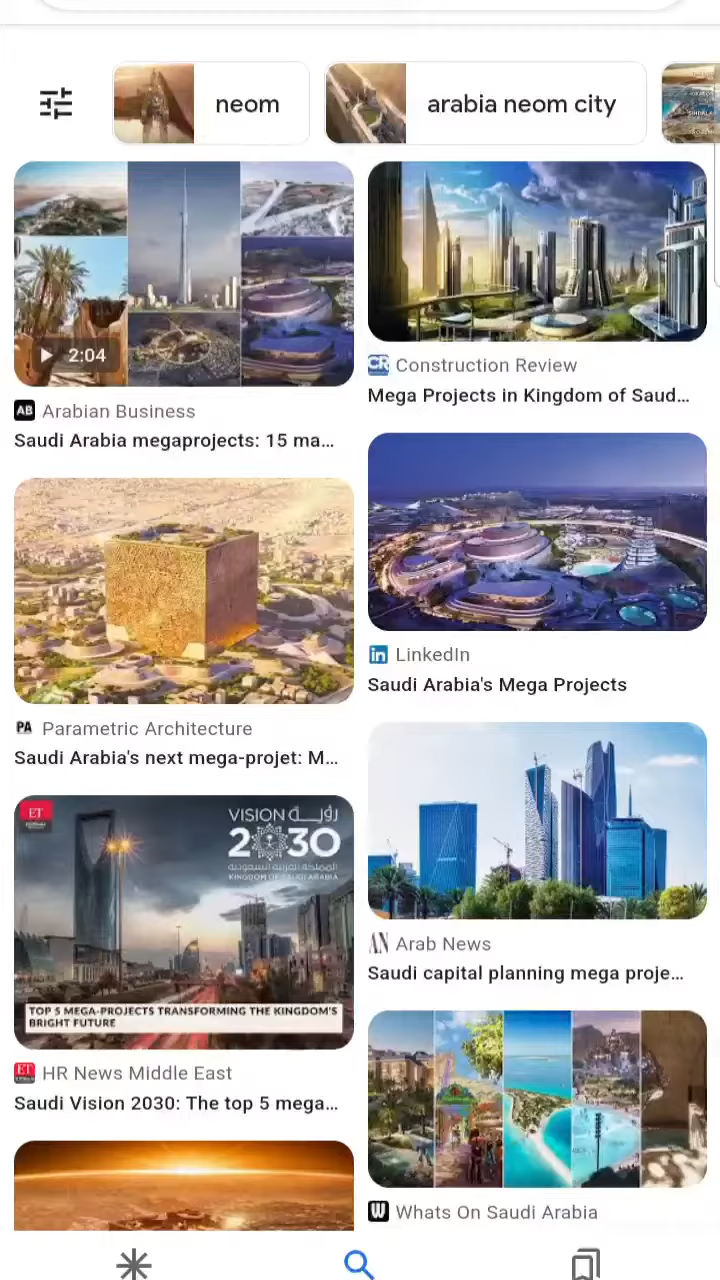 neom
arabia neom city
2:04
AB Arabian Business
Saudi Arabia megaprojects: 15 ma...
CR Construction Review
Mega Projects in Kingdom of Saud...
in LinkedIn
Saudi Arabia's Mega Projects
PA Parametric Architecture
Saudi Arabia's next mega-projet: M...
ET
VISION رؤيــة
2030
المملكة العربية السعودية
KINGDOM OF SAUDI ARABIA
TOP 5 MEGA-PROJECTS TRANSFORMING THE KINGDOM'S
BRIGHT FUTURE
ET HR News Middle East
Saudi Vision 2030: The top 5 mega...
AN Arab News
Saudi capital planning mega proje...
W Whats On Saudi Arabia